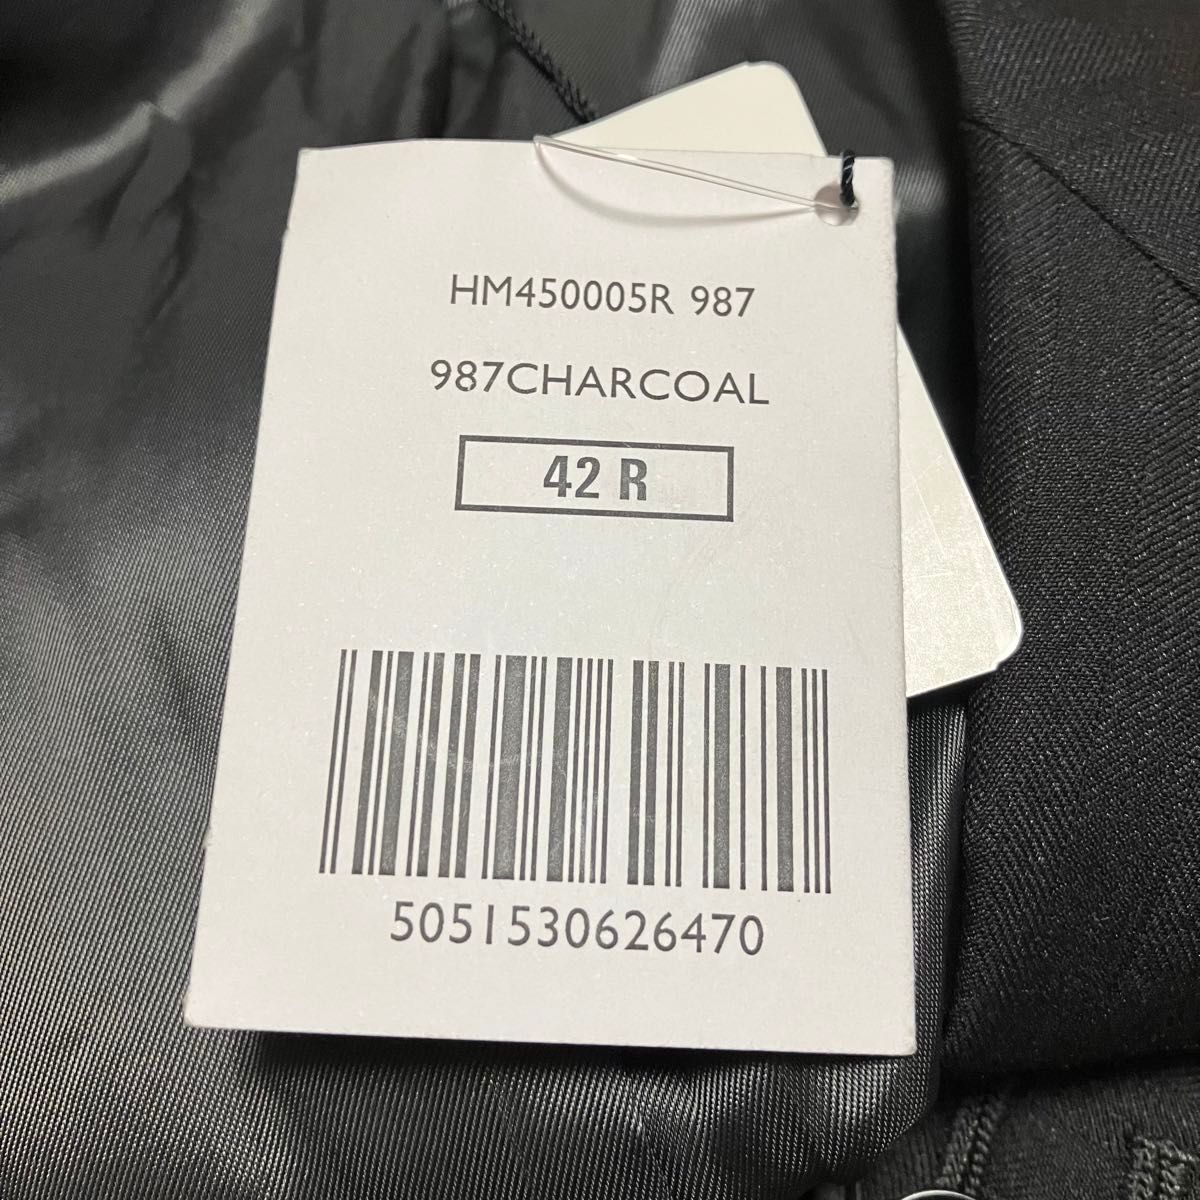 HM450005R 987
987CHARCOAL
42 R
5051530626470